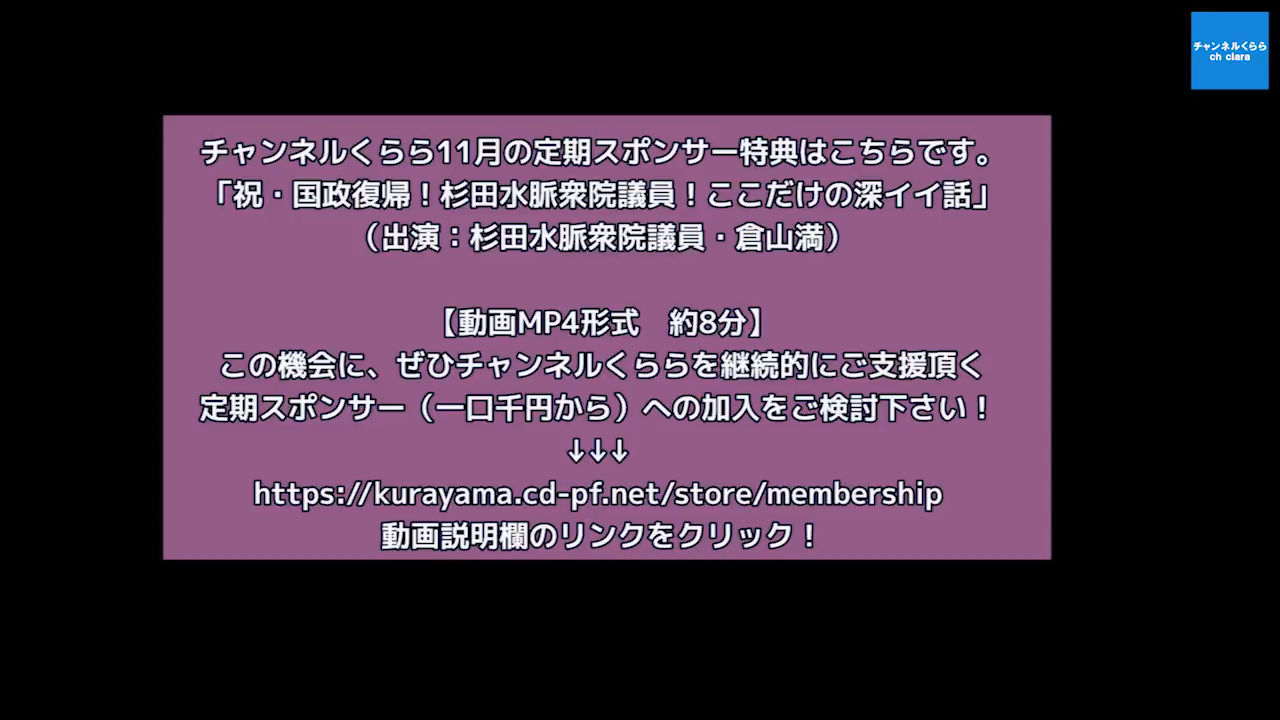 チャンネルくらら
ch clara
チャンネルくらら11月の定期スポンサー特典はこちらです。
「祝・国政復帰！杉田水脈衆院議員！ここだけの深イイ話」
（出演：杉田水脈衆院議員・倉山満）
【動画MP4形式　約8分】
この機会に、ぜひチャンネルくららを継続的にご支援頂く
定期スポンサー（一口千円から）への加入をご検討下さい！
↓↓↓
https://kurayama.cd-pf.net/store/membership
動画説明欄のリンクをクリック！